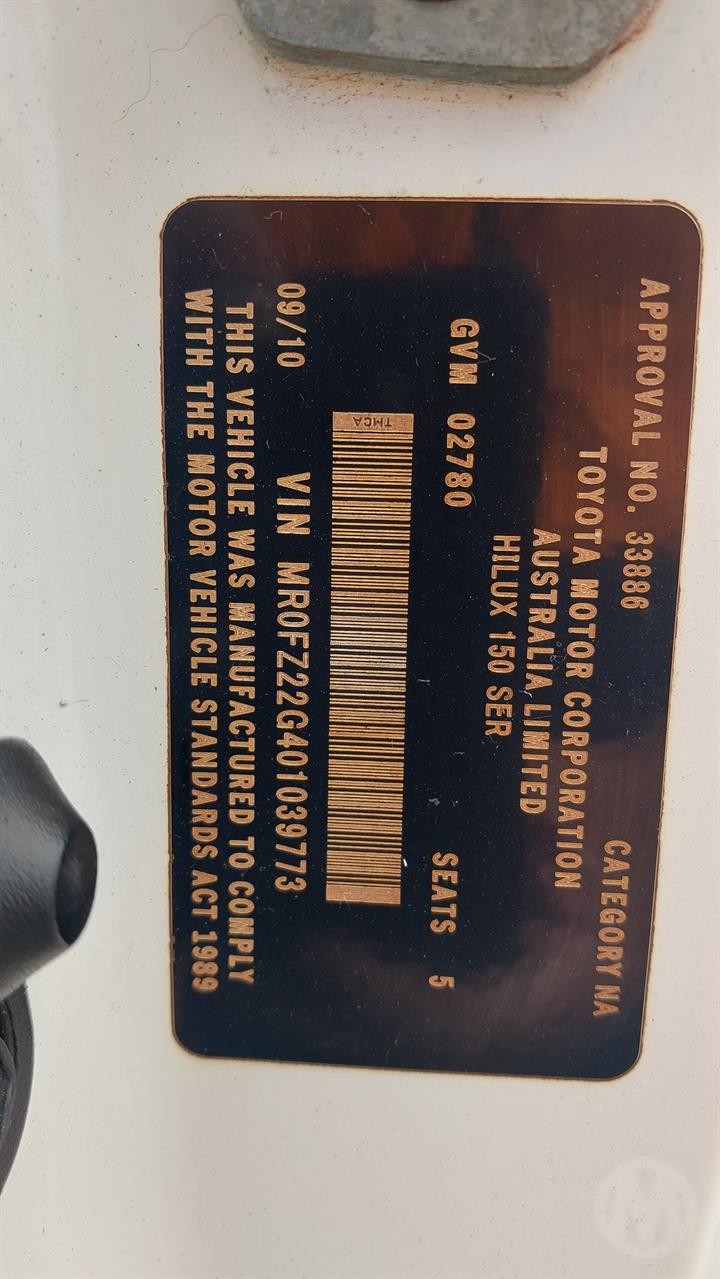 APPROVAL NO. 33886 CATEGORY NA
TOYOTA MOTOR CORPORATION
AUSTRALIA LIMITED
HILUX 150 SER
GVM 02780 SEATS 5
TMCA
09/10 VIN MR0FZ22G401039773
THIS VEHICLE WAS MANUFACTURED TO COMPLY
WITH THE MOTOR VEHICLE STANDARDS ACT 1989
M